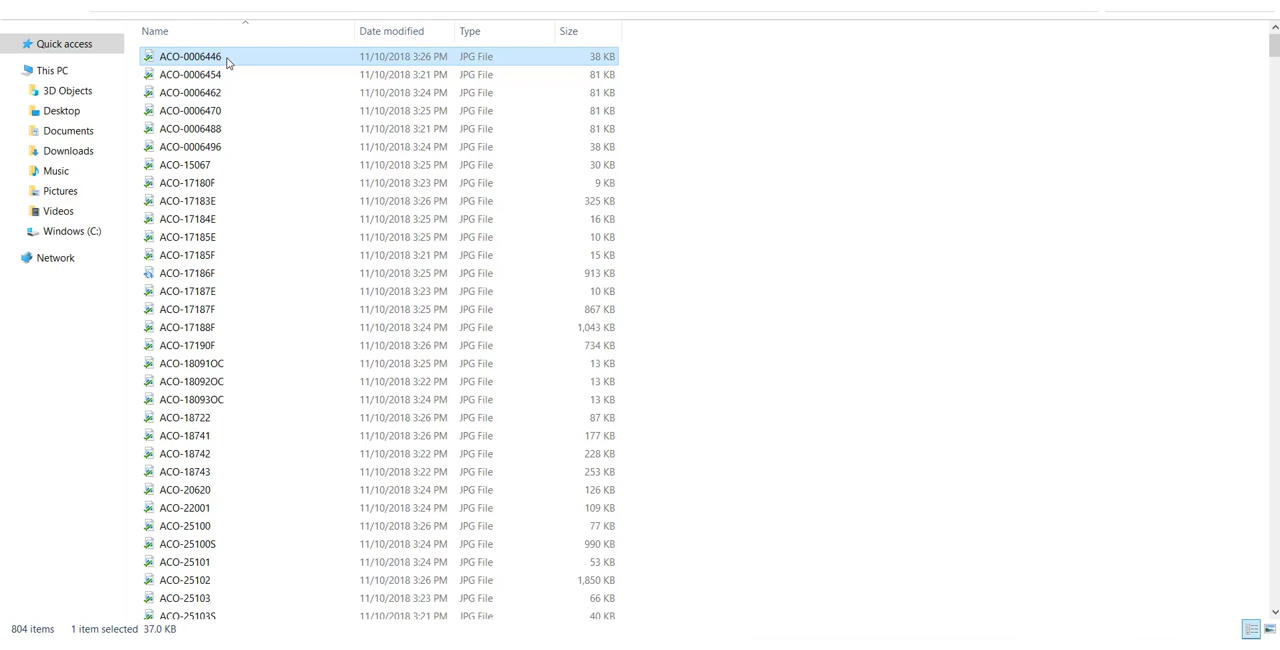 Name Date modified Type Size
Quick access
This PC
3D Objects
Desktop
Documents
Downloads
Music
Pictures
Videos
Windows (C:)
Network
ACO-0006446 11/10/2018 3:26 PM JPG File 38 KB
ACO-0006454 11/10/2018 3:21 PM JPG File 81 KB
ACO-0006462 11/10/2018 3:24 PM JPG File 81 KB
ACO-0006470 11/10/2018 3:25 PM JPG File 81 KB
ACO-0006488 11/10/2018 3:21 PM JPG File 81 KB
ACO-0006496 11/10/2018 3:24 PM JPG File 38 KB
ACO-15067 11/10/2018 3:25 PM JPG File 30 KB
ACO-17180F 11/10/2018 3:23 PM JPG File 9 KB
ACO-17183E 11/10/2018 3:26 PM JPG File 325 KB
ACO-17184E 11/10/2018 3:25 PM JPG File 16 KB
ACO-17185E 11/10/2018 3:25 PM JPG File 10 KB
ACO-17185F 11/10/2018 3:21 PM JPG File 15 KB
ACO-17186F 11/10/2018 3:25 PM JPG File 913 KB
ACO-17187E 11/10/2018 3:23 PM JPG File 10 KB
ACO-17187F 11/10/2018 3:25 PM JPG File 867 KB
ACO-17188F 11/10/2018 3:24 PM JPG File 1,043 KB
ACO-17190F 11/10/2018 3:26 PM JPG File 734 KB
ACO-18091OC 11/10/2018 3:25 PM JPG File 13 KB
ACO-18092OC 11/10/2018 3:22 PM JPG File 13 KB
ACO-18093OC 11/10/2018 3:24 PM JPG File 13 KB
ACO-18722 11/10/2018 3:26 PM JPG File 87 KB
ACO-18741 11/10/2018 3:26 PM JPG File 177 KB
ACO-18742 11/10/2018 3:22 PM JPG File 228 KB
ACO-18743 11/10/2018 3:22 PM JPG File 253 KB
ACO-20620 11/10/2018 3:24 PM JPG File 126 KB
ACO-22001 11/10/2018 3:24 PM JPG File 109 KB
ACO-25100 11/10/2018 3:26 PM JPG File 77 KB
ACO-25100S 11/10/2018 3:24 PM JPG File 990 KB
ACO-25101 11/10/2018 3:24 PM JPG File 53 KB
ACO-25102 11/10/2018 3:26 PM JPG File 1,850 KB
ACO-25103 11/10/2018 3:23 PM JPG File 66 KB
ACO-25103S 11/10/2018 3:21 PM JPG File 40 KB
804 items 1 item selected 37.0 KB